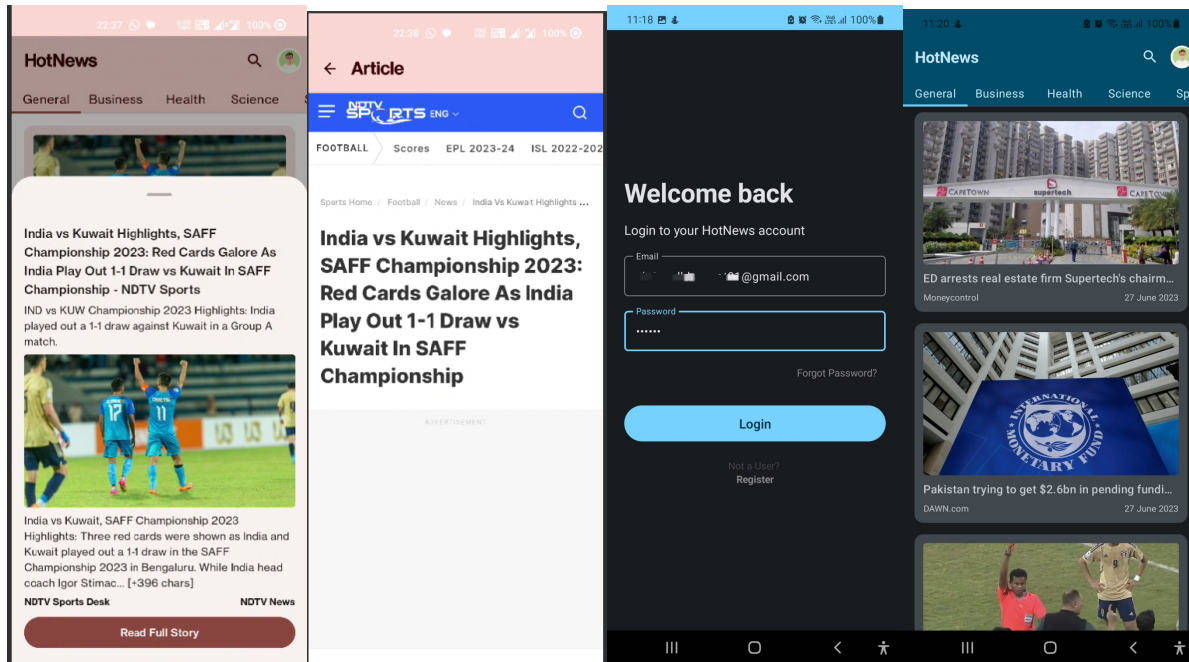 22:37 100%
HotNews
General Business Health Science
India vs Kuwait Highlights, SAFF
Championship 2023: Red Cards Galore As
India Play Out 1-1 Draw vs Kuwait In SAFF
Championship - NDTV Sports
IND vs KUW Championship 2023 Highlights: India
played out a 1-1 draw against Kuwait in a Group A
match.
17 11
India vs Kuwait, SAFF Championship 2023
Highlights: Three red cards were shown as India and
Kuwait played out a 1-1 draw in the SAFF
Championship 2023 in Bengaluru. While India head
coach Igor Stimac... [+396 chars]
NDTV Sports Desk NDTV News
Read Full Story
22:38 100%
Article
NDTV
SPORTS ENG
FOOTBALL Scores EPL 2023-24 ISL 2022-202
Sports Home / Football / News / India Vs Kuwait Highlights ...
India vs Kuwait Highlights,
SAFF Championship 2023:
Red Cards Galore As India
Play Out 1-1 Draw vs
Kuwait In SAFF
Championship
ADVERTISEMENT
11:18 100%
Welcome back
Login to your HotNews account
Email
@gmail.com
Password
Forgot Password?
Login
Not a User?
Register
11:20 100%
HotNews
General Business Health Science Sp
CAPETOWN supertech CAPETOWN
ED arrests real estate firm Supertech's chairm...
Moneycontrol 27 June 2023
INTERNATIONAL
MONETARY FUND
Pakistan trying to get $2.6bn in pending fundi...
DAWN.com 27 June 2023
9